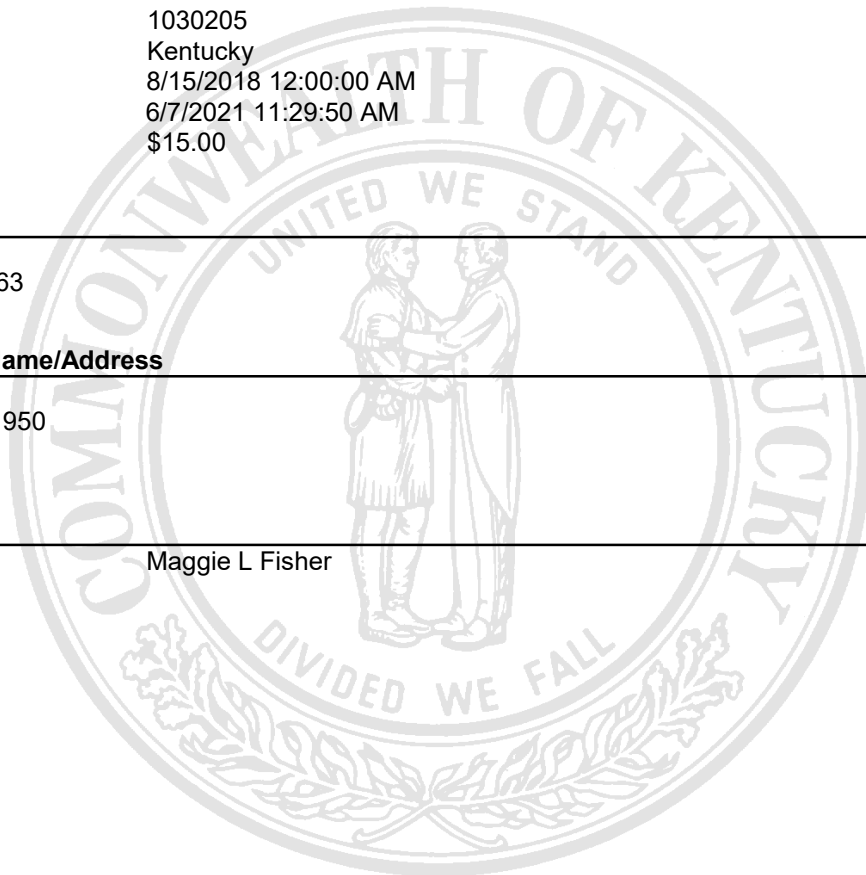 1030205
Kentucky
8/15/2018 12:00:00 AM
6/7/2021 11:29:50 AM
$15.00
63
ame/Address
950
Maggie L Fisher
COMMONWEALTH OF KENTUCKY
UNITED WE STAND
DIVIDED WE FALL